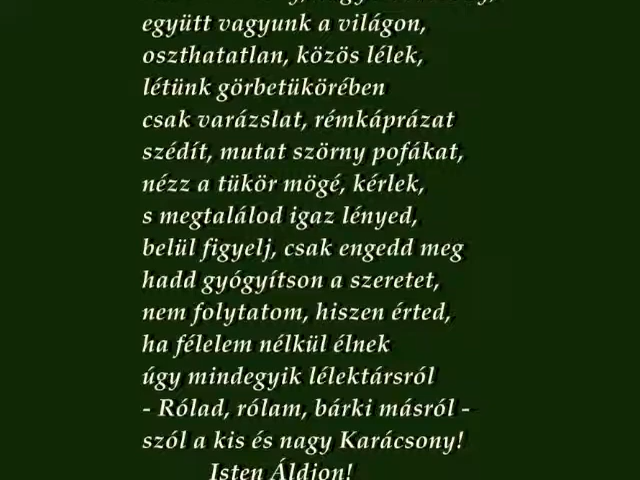 együtt vagyunk a világon,
oszthatatlan, közös lélek,
létünk görbetükörében
csak varázslat, rémkáprázat
szédít, mutat szörny pofákat,
nézz a tükör mögé, kérlek,
s megtalálod igaz lényed,
belül figyelj, csak engedd meg
hadd gyógyítson a szeretet,
nem folytatom, hiszen érted,
ha félelem nélkül élnek
úgy mindegyik lélektársról
- Rólad, rólam, bárki másról -
szól a kis és nagy Karácsony!
Isten Áldjon!